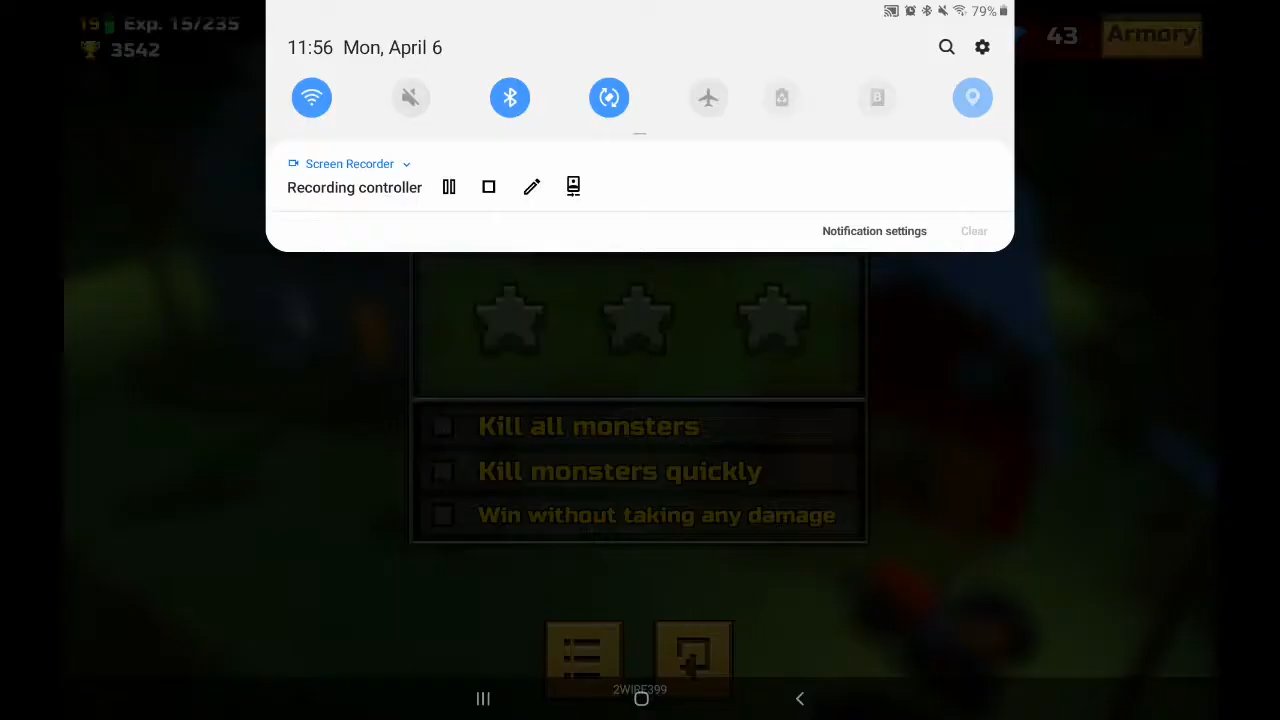 19 Exp. 15/235
3542
79%
11:56 Mon, April 6
43
Armory
Screen Recorder
Recording controller
Notification settings
Clear
Kill all monsters
Kill monsters quickly
Win without taking any damage
2WIRE399